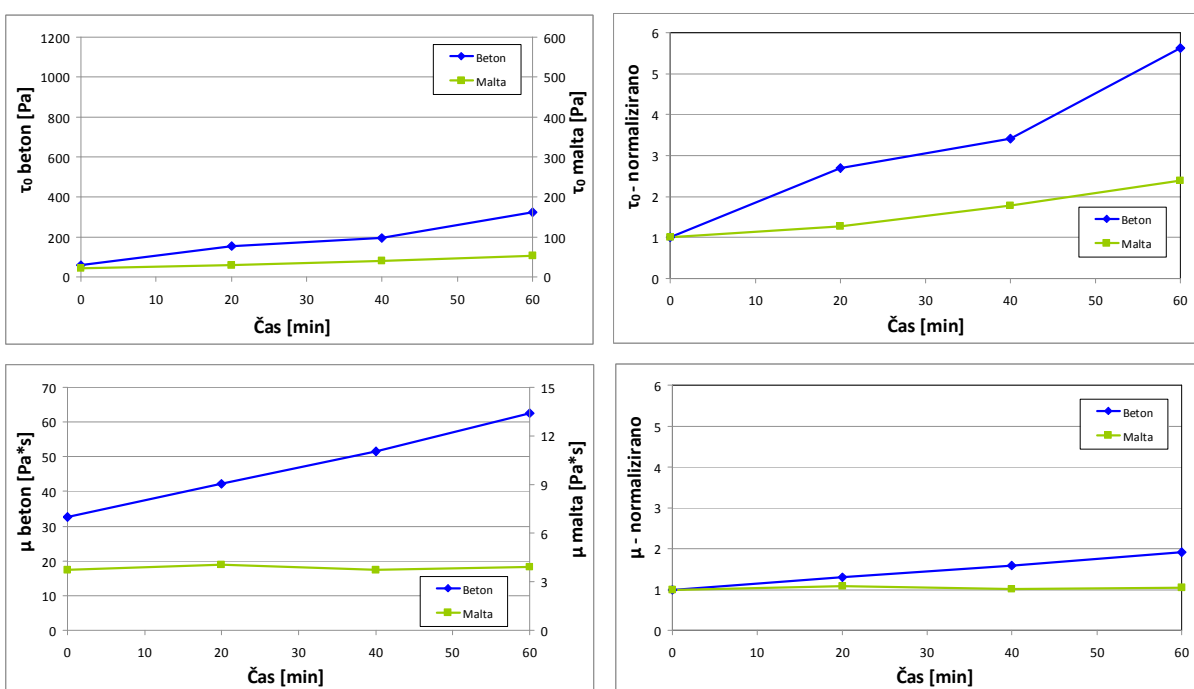 τ₀ beton [Pa]
1200
1000
800
600
400
200
0
600
500
400
300
200
100
0
τ₀ malta [Pa]
Beton
Malta
0 10 20 30 40 50 60
Čas [min]
τ₀- normalizirano
6
5
4
3
2
1
0
Beton
Malta
0 10 20 30 40 50 60
Čas [min]
μ beton [Pa*s]
70
60
50
40
30
20
10
0
15
12
9
6
3
0
μ malta [Pa*s]
Beton
Malta
0 10 20 30 40 50 60
Čas [min]
μ - normalizirano
6
5
4
3
2
1
0
Beton
Malta
0 10 20 30 40 50 60
Čas [min]